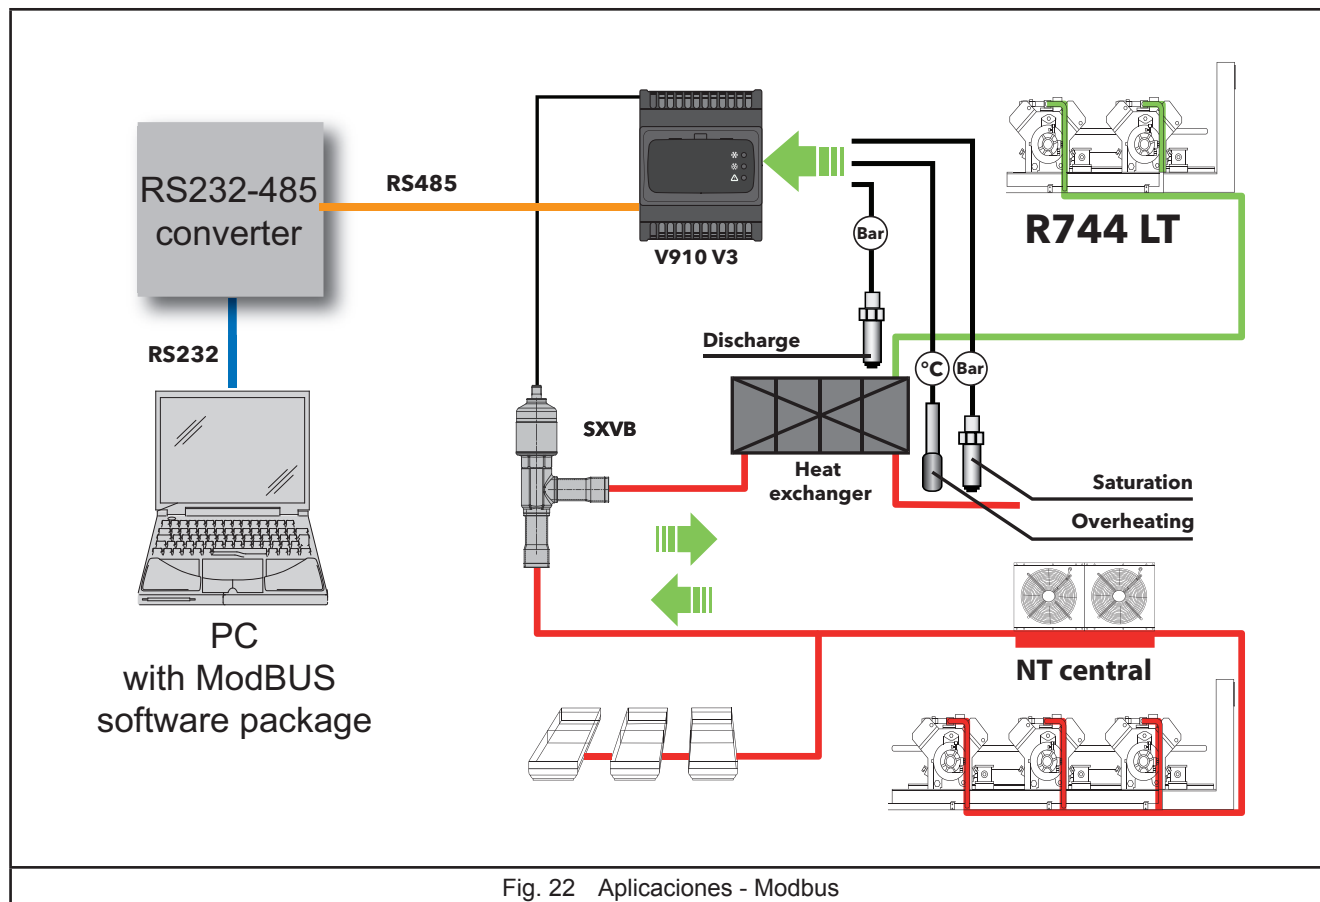 RS232-485
converter
RS485
V910 V3
Bar
R744 LT
RS232
Discharge
°C
Bar
SXVB
Heat
exchanger
Saturation
Overheating
PC
with ModBUS
software package
NT central
Fig. 22 Aplicaciones - Modbus